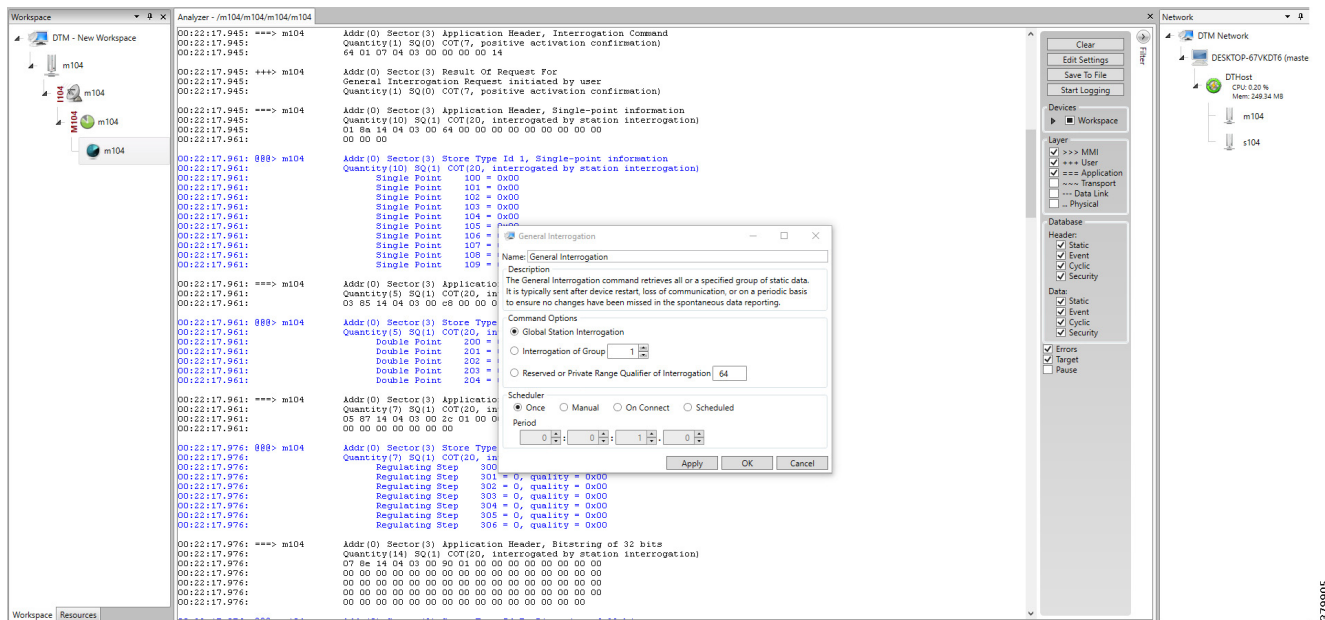 Workspace
DTM - New Workspace
m104
I104 m104
M104 m104
m104
Workspace Resources
Analyzer - /m104/m104/m104/m104
00:22:17.945: ===> m104 Addr(0) Sector(3) Application Header, Interrogation Command
00:22:17.945: Quantity(1) SQ(0) COT(7, positive activation confirmation)
00:22:17.945: 64 01 07 04 03 00 00 00 00 14
00:22:17.945: +++> m104 Addr(0) Sector(3) Result Of Request For
00:22:17.945: General Interrogation Request initiated by user
00:22:17.945: Quantity(1) SQ(0) COT(7, positive activation confirmation)
00:22:17.945: ===> m104 Addr(0) Sector(3) Application Header, Single-point information
00:22:17.945: Quantity(10) SQ(1) COT(20, interrogated by station interrogation)
00:22:17.945: 01 8a 14 04 03 00 64 00 00 00 00 00 00 00 00 00
00:22:17.961: 00 00 00
00:22:17.961: @@@> m104 Addr(0) Sector(3) Store Type Id 1, Single-point information
00:22:17.961: Quantity(10) SQ(1) COT(20, interrogated by station interrogation)
00:22:17.961: Single Point 100 = 0x00
00:22:17.961: Single Point 101 = 0x00
00:22:17.961: Single Point 102 = 0x00
00:22:17.961: Single Point 103 = 0x00
00:22:17.961: Single Point 104 = 0x00
00:22:17.961: Single Point 105 = 0x00
00:22:17.961: Single Point 106 =
00:22:17.961: Single Point 107 =
00:22:17.961: Single Point 108 =
00:22:17.961: Single Point 109 =
00:22:17.961: ===> m104 Addr(0) Sector(3) Applicatio
00:22:17.961: Quantity(5) SQ(1) COT(20, in
00:22:17.961: 03 85 14 04 03 00 c8 00 00 0
00:22:17.961: @@@> m104 Addr(0) Sector(3) Store Type
00:22:17.961: Quantity(5) SQ(1) COT(20, in
00:22:17.961: Double Point 200 =
00:22:17.961: Double Point 201 =
00:22:17.961: Double Point 202 =
00:22:17.961: Double Point 203 =
00:22:17.961: Double Point 204 =
00:22:17.961: ===> m104 Addr(0) Sector(3) Applicatio
00:22:17.961: Quantity(7) SQ(1) COT(20, in
00:22:17.961: 05 87 14 04 03 00 2c 01 00 0
00:22:17.961: 00 00 00 00 00 00
00:22:17.976: @@@> m104 Addr(0) Sector(3) Store Type
00:22:17.976: Quantity(7) SQ(1) COT(20, in
00:22:17.976: Regulating Step 300
00:22:17.976: Regulating Step 301 = 0, quality = 0x00
00:22:17.976: Regulating Step 302 = 0, quality = 0x00
00:22:17.976: Regulating Step 303 = 0, quality = 0x00
00:22:17.976: Regulating Step 304 = 0, quality = 0x00
00:22:17.976: Regulating Step 305 = 0, quality = 0x00
00:22:17.976: Regulating Step 306 = 0, quality = 0x00
00:22:17.976: ===> m104 Addr(0) Sector(3) Application Header, Bitstring of 32 bits
00:22:17.976: Quantity(14) SQ(1) COT(20, interrogated by station interrogation)
00:22:17.976: 07 8e 14 04 03 00 90 01 00 00 00 00 00 00 00 00
00:22:17.976: 00 00 00 00 00 00 00 00 00 00 00 00 00 00 00 00
00:22:17.976: 00 00 00 00 00 00 00 00 00 00 00 00 00 00 00 00
00:22:17.976: 00 00 00 00 00 00 00 00 00 00 00 00 00 00 00 00
00:22:17.976: 00 00 00 00 00 00 00 00 00 00 00 00 00 00 00
General Interrogation
Name: General Interrogation
Description
The General Interrogation command retrieves all or a specified group of static data.
It is typically sent after device restart, loss of communication, or on a periodic basis
to ensure no changes have been missed in the spontaneous data reporting.
Command Options
Global Station Interrogation
Interrogation of Group 1
Reserved or Private Range Qualifier of Interrogation 64
Scheduler
Once Manual On Connect Scheduled
Period
0 : 0 : 1 . 0
Apply OK Cancel
Filter
Clear
Edit Settings
Save To File
Start Logging
Devices
Workspace
Layer
>>> MMI
+++ User
=== Application
~~~ Transport
--- Data Link
.. Physical
Database
Header:
Static
Event
Cyclic
Security
Data:
Static
Event
Cyclic
Security
Errors
Target
Pause
Network
DTM Network
DESKTOP-67VKDT6 (maste
DTHost
CPU: 0.20 %
Mem: 249.34 MB
m104
s104
379905